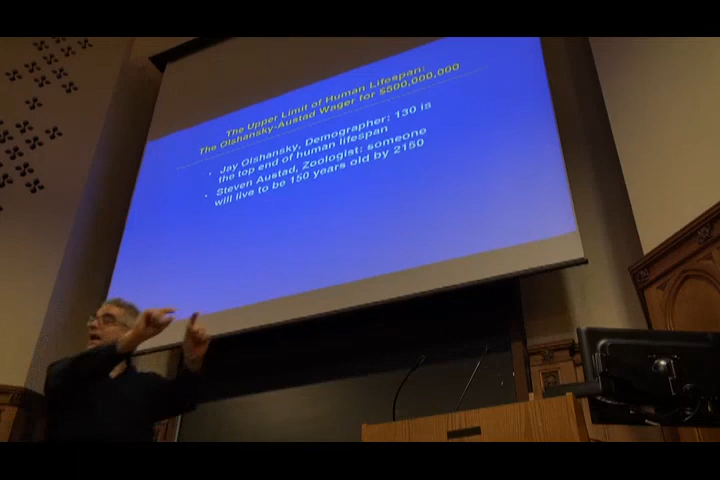 The Upper Limit of Human Lifespan:
The Olshansky-Austad Wager for $500,000,000
• Jay Olshansky, Demographer: 130 is
the top end of human lifespan
• Steven Austad, Zoologist: someone
will live to be 150 years old by 2150